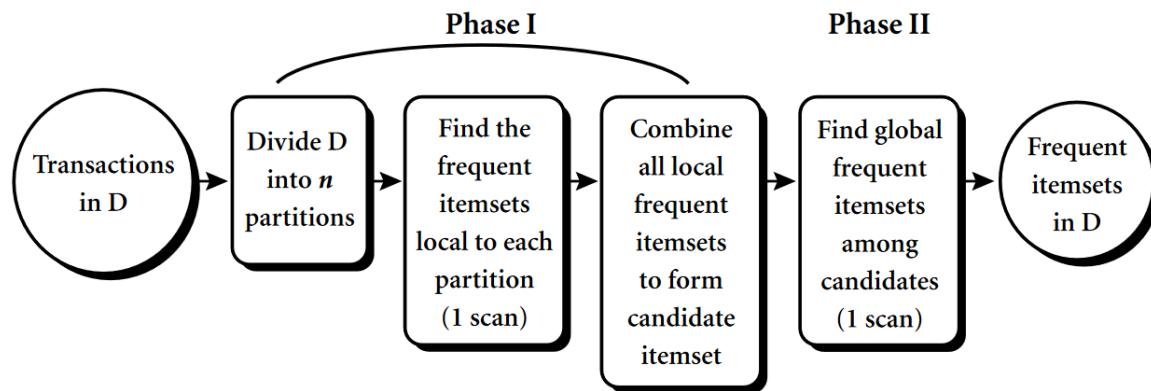 Phase I
Phase II
Transactions
in D
Divide D
into n
partitions
Find the
frequent
itemsets
local to each
partition
(1 scan)
Combine
all local
frequent
itemsets
to form
candidate
itemset
Find global
frequent
itemsets
among
candidates
(1 scan)
Frequent
itemsets
in D